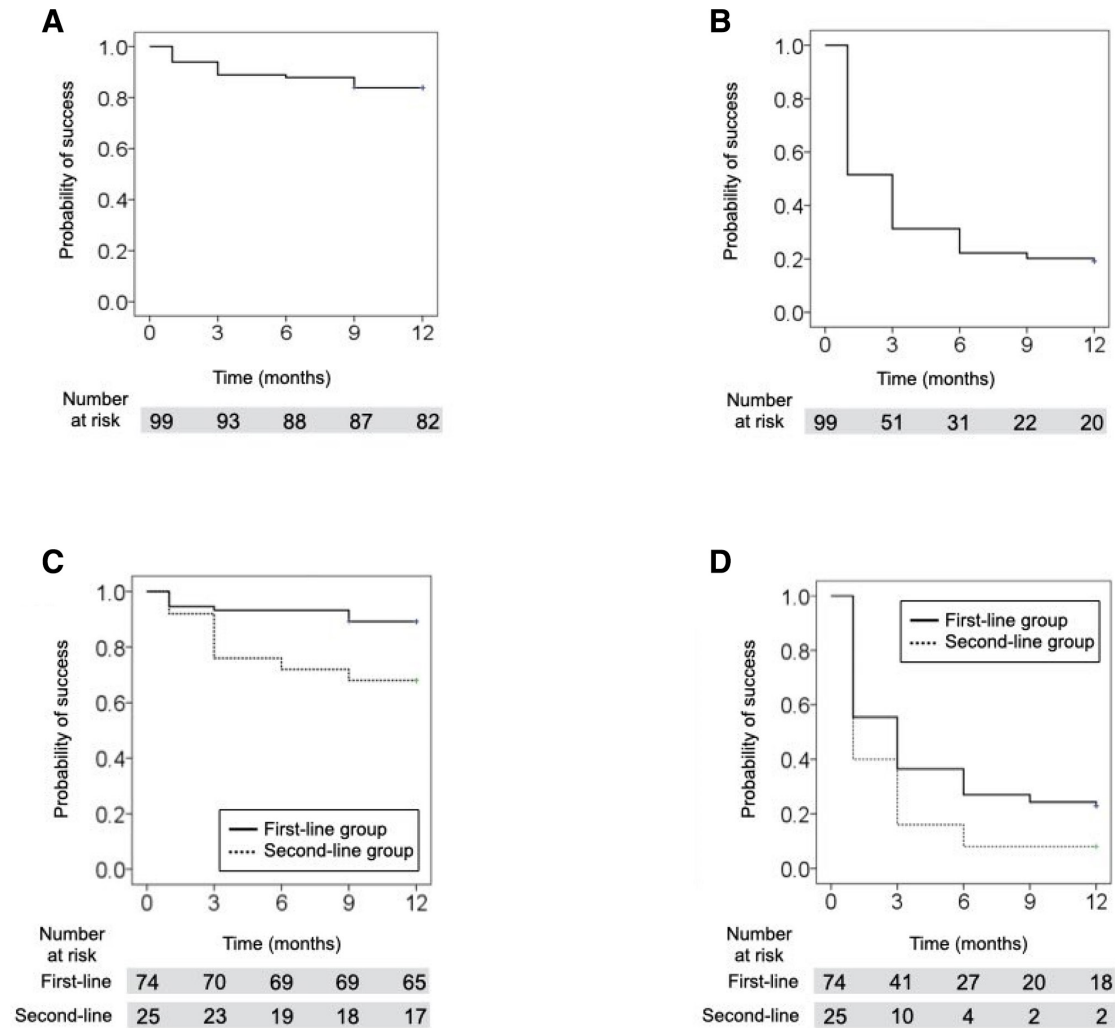 A
Probability of success
1.0
0.8
0.6
0.4
0.2
0.0
0 3 6 9 12
Time (months)
Number
at risk
99 93 88 87 82
B
Probability of success
1.0
0.8
0.6
0.4
0.2
0.0
0 3 6 9 12
Time (months)
Number
at risk
99 51 31 22 20
C
Probability of success
1.0
0.8
0.6
0.4
0.2
0.0
First-line group
Second-line group
0 3 6 9 12
Time (months)
Number
at risk
First-line 74 70 69 69 65
Second-line 25 23 19 18 17
D
Probability of success
1.0
0.8
0.6
0.4
0.2
0.0
First-line group
Second-line group
0 3 6 9 12
Time (months)
Number
at risk
First-line 74 41 27 20 18
Second-line 25 10 4 2 2